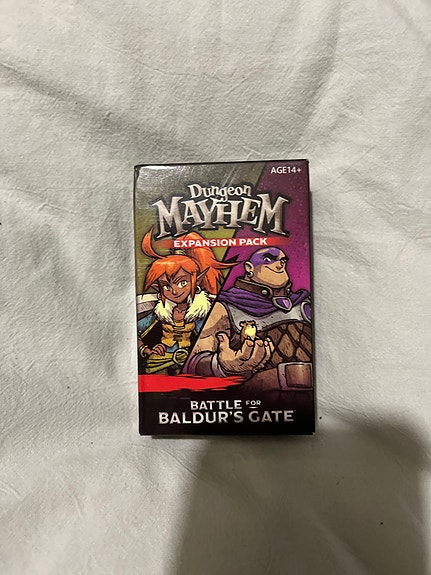 AGE14+
Dungeon
MAYHEM
EXPANSION PACK
BATTLE FOR
BALDUR'S GATE